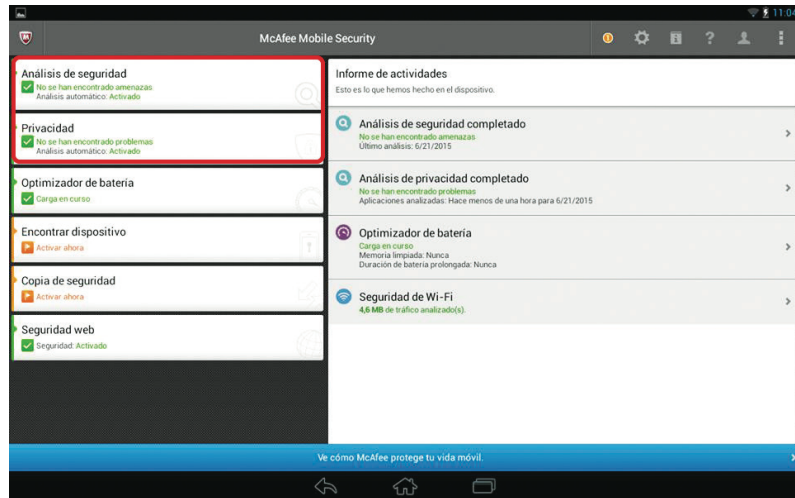 11:04
McAfee Mobile Security
Análisis de seguridad
No se han encontrado amenazas
Análisis automático: Activado
Privacidad
No se han encontrado problemas
Análisis automático: Activado
Optimizador de batería
Carga en curso
Encontrar dispositivo
Activar ahora
Copia de seguridad
Activar ahora
Seguridad web
Seguridad: Activado
Informe de actividades
Esto es lo que hemos hecho en el dispositivo.
Análisis de seguridad completado
No se han encontrado amenazas
Último análisis: 6/21/2015
Análisis de privacidad completado
No se han encontrado problemas
Aplicaciones analizadas: Hace menos de una hora para 6/21/2015
Optimizador de batería
Carga en curso
Memoria limpiada: Nunca
Duración de batería prolongada: Nunca
Seguridad de Wi-Fi
4,6 MB de tráfico analizado(s).
Ve cómo McAfee protege tu vida móvil.